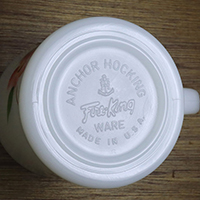 ANCHOR HOCKING
Fire-King
WARE
MADE IN U.S.A.